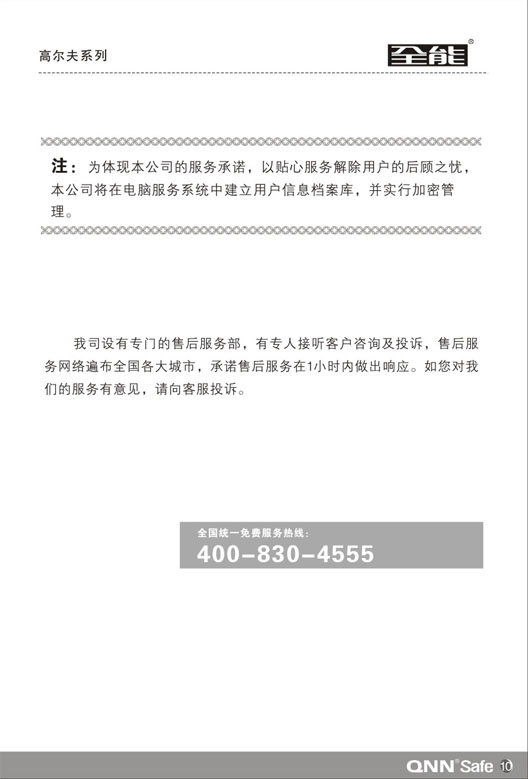 高尔夫系列
全能®
注：为体现本公司的服务承诺，以贴心服务解除用户的后顾之忧，
本公司将在电脑服务系统中建立用户信息档案库，并实行加密管
理。
我司设有专门的售后服务部，有专人接听客户咨询及投诉，售后服
务网络遍布全国各大城市，承诺售后服务在1小时内做出响应。如您对我
们的服务有意见，请向客服投诉。
全国统一免费服务热线：
400-830-4555
QNN®Safe 10